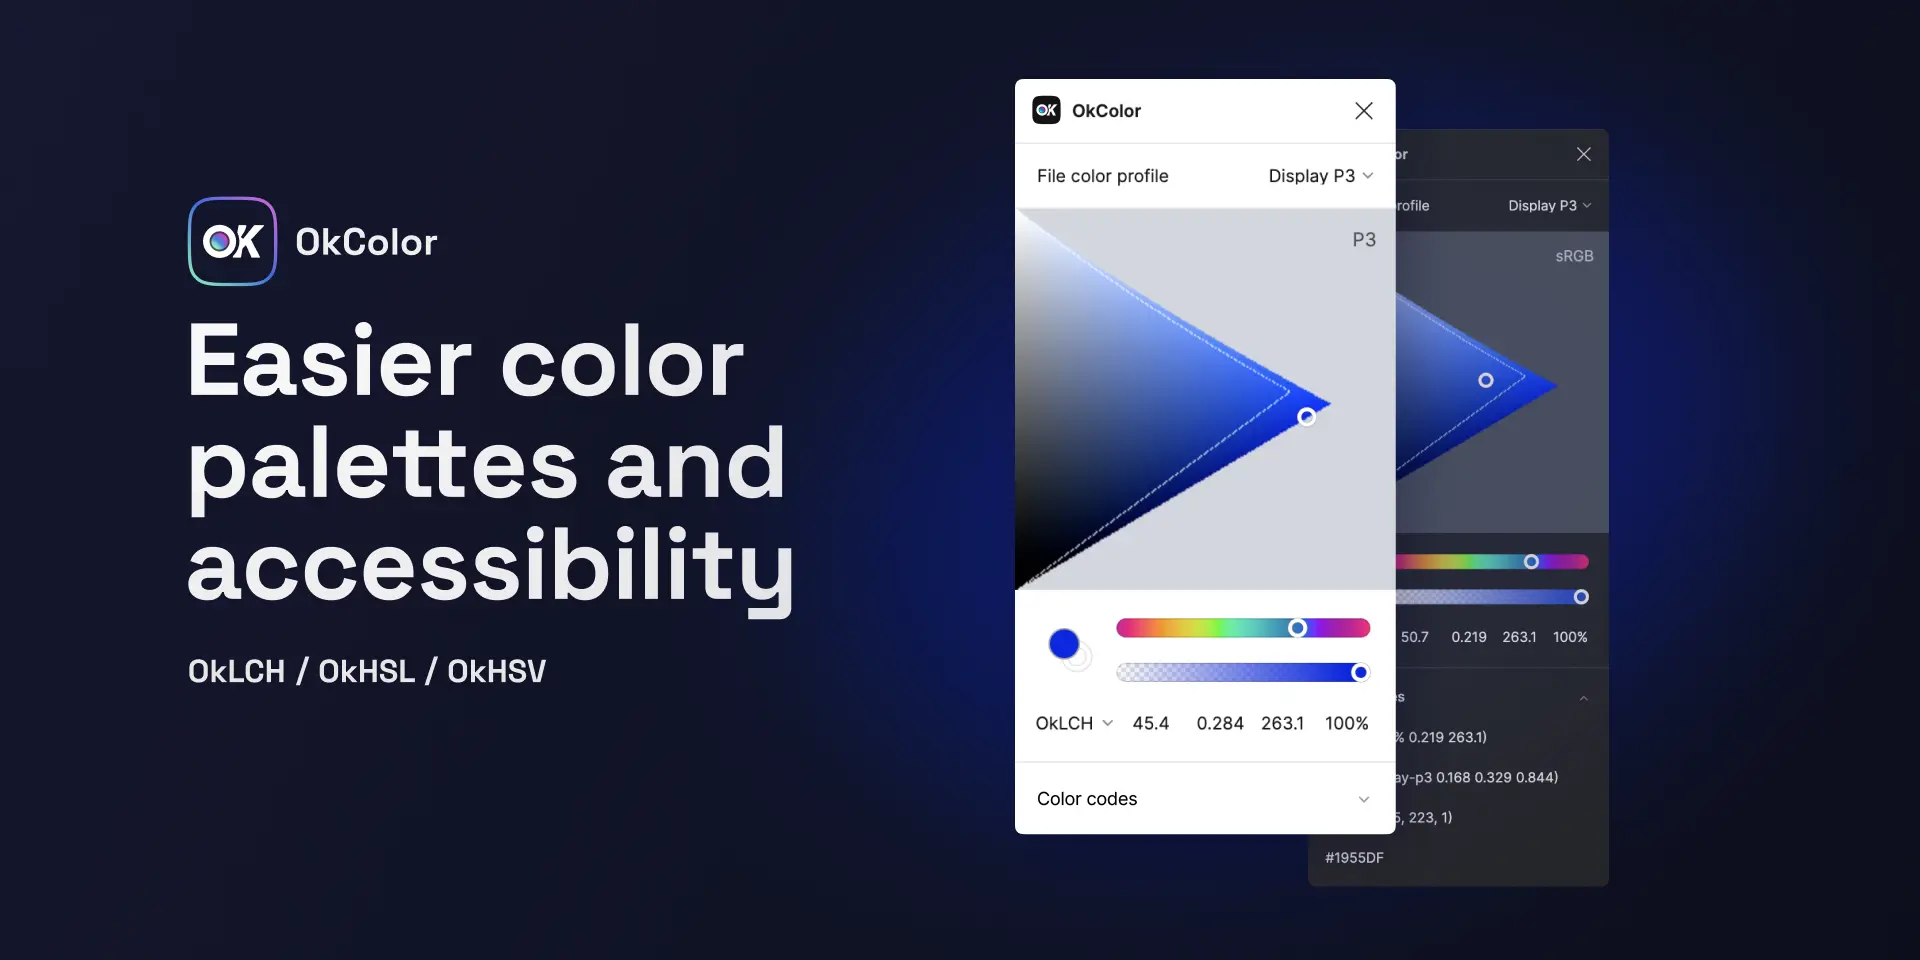 OK OkColor
Easier color
palettes and
accessibility
OkLCH / OkHSL / OkHSV
OK OkColor
File color profile Display P3
P3
OkLCH 45.4 0.284 263.1 100%
Color codes
or
rofile Display P3
sRGB
50.7 0.219 263.1 100%
es
% 0.219 263.1)
ay-p3 0.168 0.329 0.844)
5, 223, 1)
#1955DF